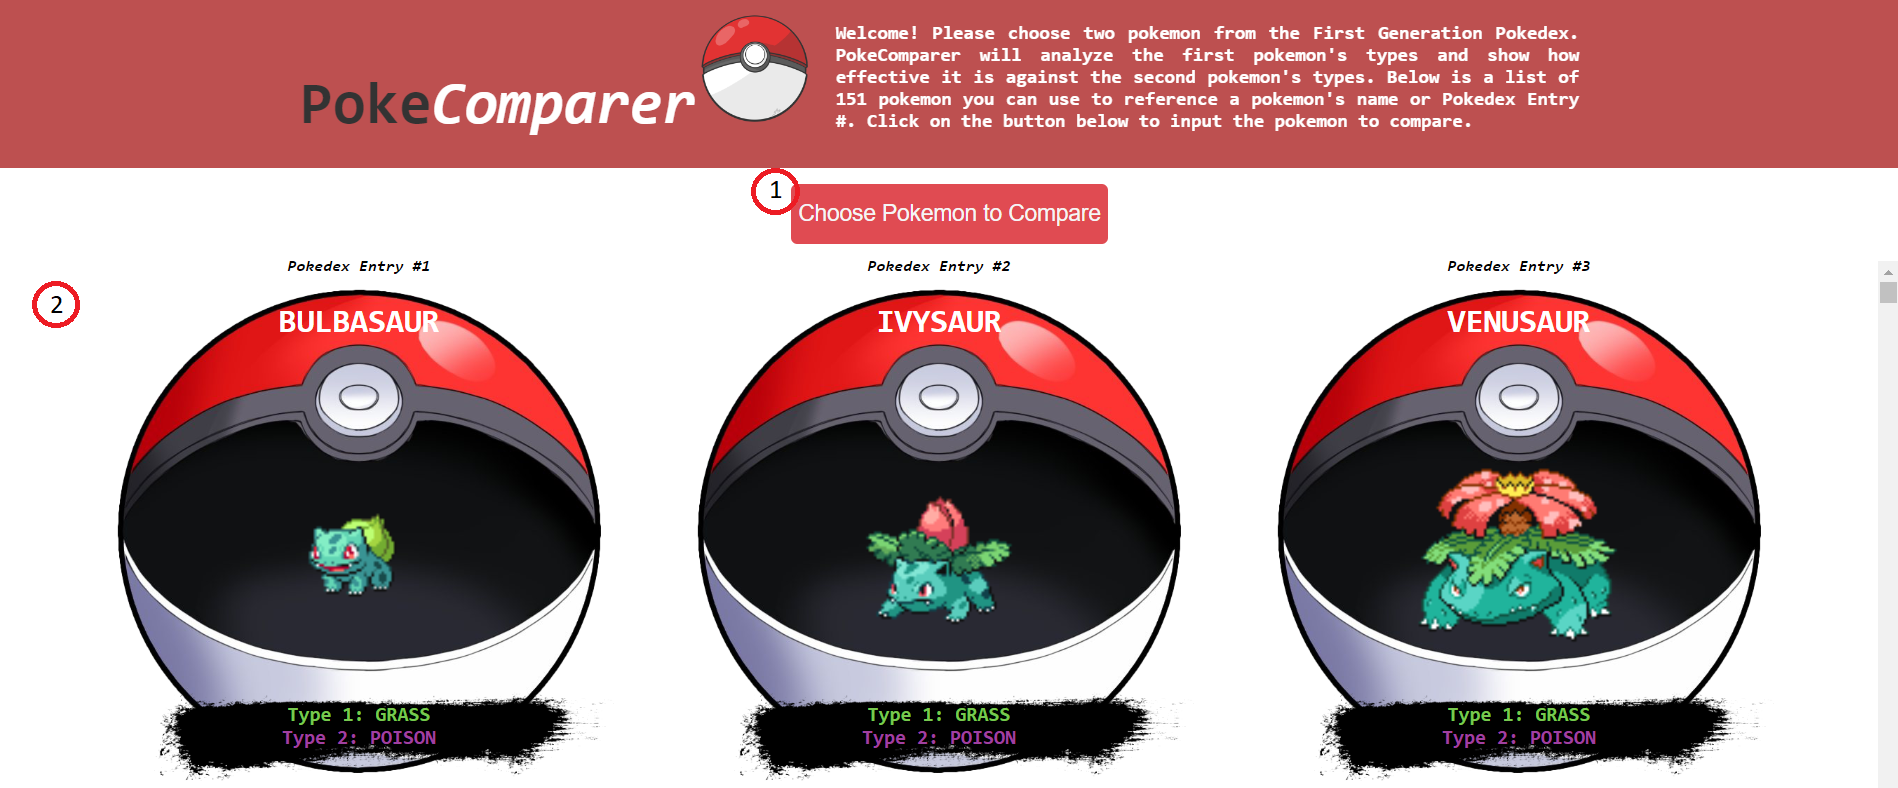 PokeComparer
Welcome! Please choose two pokemon from the First Generation Pokedex.
PokeComparer will analyze the first pokemon's types and show how
effective it is against the second pokemon's types. Below is a list of
151 pokemon you can use to reference a pokemon's name or Pokedex Entry
#. Click on the button below to input the pokemon to compare.
1
Choose Pokemon to Compare
2
Pokedex Entry #1
BULBASAUR
Type 1: GRASS
Type 2: POISON
Pokedex Entry #2
IVYSAUR
Type 1: GRASS
Type 2: POISON
Pokedex Entry #3
VENUSAUR
Type 1: GRASS
Type 2: POISON